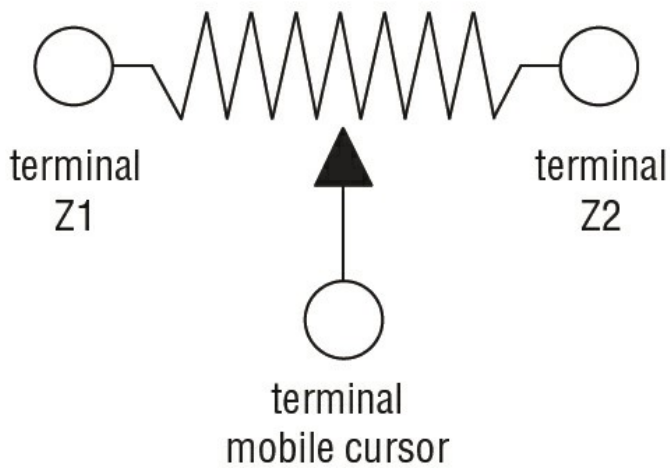 terminal
Z1
terminal
Z2
terminal
mobile cursor